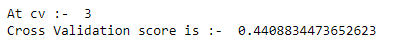 At cv :-  3
Cross Validation score is :-  0.4408834473652623